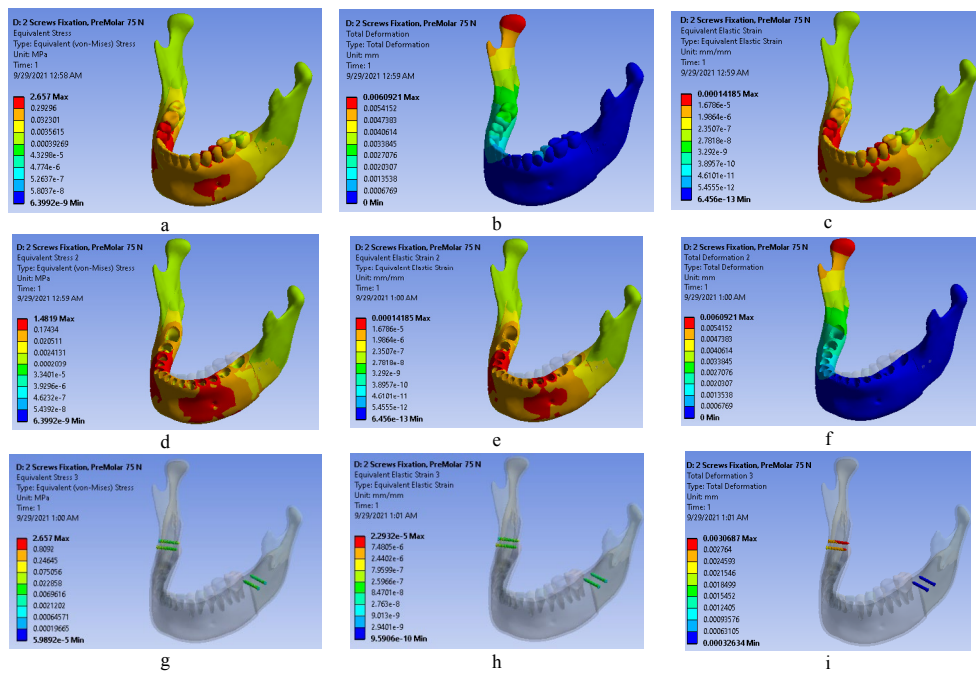 D: 2 Screws Fixation, PreMolar 75 N
Equivalent Stress
Type: Equivalent (von-Mises) Stress
Unit: MPa
Time: 1
9/29/2021 12:58 AM
2.657 Max
0.29296
0.032301
0.0035615
0.00039269
4.3298e-5
4.774e-6
5.2637e-7
5.8037e-8
6.3992e-9 Min
a
D: 2 Screws Fixation, PreMolar 75 N
Total Deformation
Type: Total Deformation
Unit: mm
Time: 1
9/29/2021 12:59 AM
0.0060921 Max
0.0054152
0.0047383
0.0040614
0.0033845
0.0027076
0.0020307
0.0013538
0.0006769
0 Min
b
D: 2 Screws Fixation, PreMolar 75 N
Equivalent Elastic Strain
Type: Equivalent Elastic Strain
Unit: mm/mm
Time: 1
9/29/2021 12:59 AM
0.00014185 Max
1.6786e-5
1.9864e-6
2.3507e-7
2.7818e-8
3.292e-9
3.8957e-10
4.6101e-11
5.4555e-12
6.456e-13 Min
c
D: 2 Screws Fixation, PreMolar 75 N
Equivalent Stress 2
Type: Equivalent (von-Mises) Stress
Unit: MPa
Time: 1
9/29/2021 12:59 AM
1.4819 Max
0.17434
0.020511
0.0024131
0.0002839
3.3401e-5
3.9296e-6
4.6232e-7
5.4392e-8
6.3992e-9 Min
d
D: 2 Screws Fixation, PreMolar 75 N
Equivalent Elastic Strain 2
Type: Equivalent Elastic Strain
Unit: mm/mm
Time: 1
9/29/2021 1:00 AM
0.00014185 Max
1.6786e-5
1.9864e-6
2.3507e-7
2.7818e-8
3.292e-9
3.8957e-10
4.6101e-11
5.4555e-12
6.456e-13 Min
e
D: 2 Screws Fixation, PreMolar 75 N
Total Deformation 2
Type: Total Deformation
Unit: mm
Time: 1
9/29/2021 1:00 AM
0.0060921 Max
0.0054152
0.0047383
0.0040614
0.0033845
0.0027076
0.0020307
0.0013538
0.0006769
0 Min
f
D: 2 Screws Fixation, PreMolar 75 N
Equivalent Stress 3
Type: Equivalent (von-Mises) Stress
Unit: MPa
Time: 1
9/29/2021 1:00 AM
2.657 Max
0.8092
0.24645
0.075056
0.022858
0.0069616
0.0021202
0.00064571
0.00019665
5.9892e-5 Min
g
D: 2 Screws Fixation, PreMolar 75 N
Equivalent Elastic Strain 3
Type: Equivalent Elastic Strain
Unit: mm/mm
Time: 1
9/29/2021 1:01 AM
2.2932e-5 Max
7.4805e-6
2.4402e-6
7.9599e-7
2.5966e-7
8.4701e-8
2.763e-8
9.013e-9
2.9401e-9
9.5906e-10 Min
h
D: 2 Screws Fixation, PreMolar 75 N
Total Deformation 3
Type: Total Deformation
Unit: mm
Time: 1
9/29/2021 1:01 AM
0.0030687 Max
0.002764
0.0024593
0.0021546
0.0018499
0.0015452
0.0012405
0.00093576
0.00063105
0.00032634 Min
i